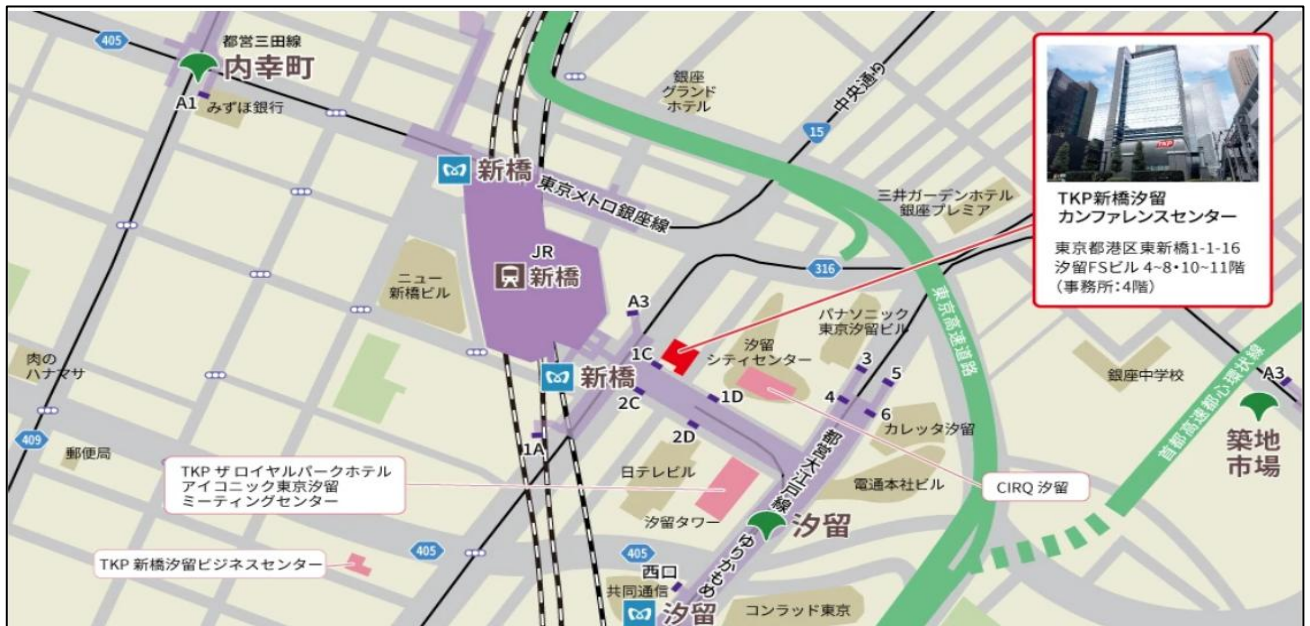 405
都営三田線
内幸町
A1
みずほ銀行
新橋
東京メトロ銀座線
銀座
グランド
ホテル
中央通り
15
三井ガーデンホテル
銀座プレミア
TKP
TKP新橋汐留
カンファレンスセンター
東京都港区東新橋1-1-16
汐留FSビル 4~8・10~11階
（事務所：4階）
JR
新橋
ニュー
新橋ビル
A3
316
東京高速道路
パナソニック
東京汐留ビル
汐留
シティセンター
1C
新橋
2C
1D
2D
1A
3
5
4
6
カレッタ汐留
銀座中学校
首都高速都心環状線
A3
築地
市場
肉の
ハナマサ
409
郵便局
TKP ザ ロイヤルパークホテル
アイコニック東京汐留
ミーティングセンター
日テレビル
汐留タワー
都営大江戸線
電通本社ビル
CIRQ 汐留
汐留
ゆりかもめ
TKP 新橋汐留ビジネスセンター
405
405
西口
共同通信
汐留
コンラッド東京